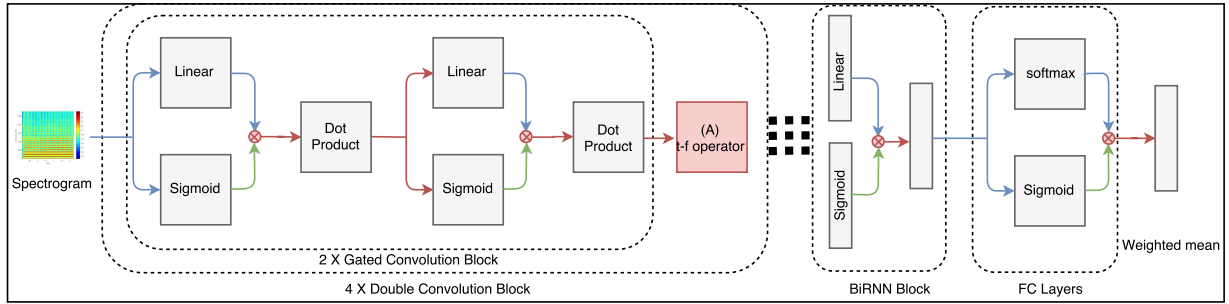 Spectrogram
Linear
Sigmoid
Dot
Product
Linear
Sigmoid
Dot
Product
(A)
t-f operator
2 X Gated Convolution Block
4 X Double Convolution Block
Linear
Sigmoid
BiRNN Block
softmax
Sigmoid
FC Layers
Weighted mean